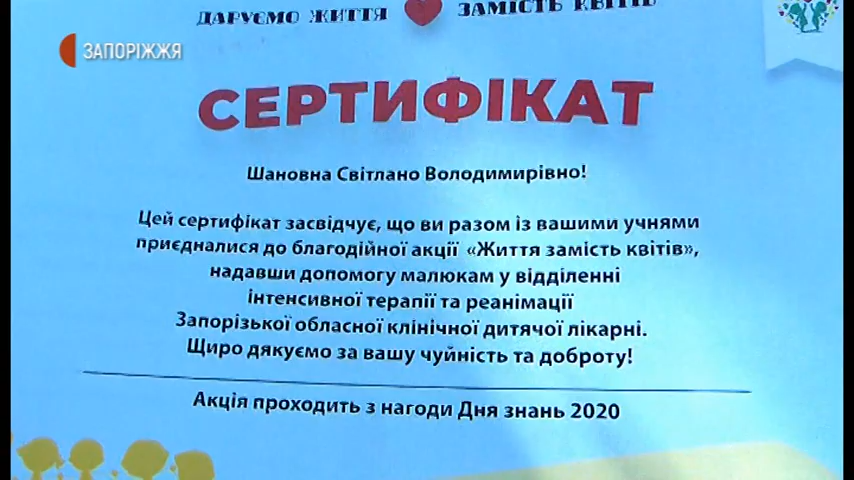 ДАРУЄМО ЖИТТЯ ЗАМІСТЬ КВІТІВ
ЗАПОРІЖЖЯ
СЕРТИФІКАТ
Шановна Світлано Володимирівно!
Цей сертифікат засвідчує, що ви разом із вашими учнями
приєдналися до благодійної акції «Життя замість квітів»,
надавши допомогу малюкам у відділенні
інтенсивної терапії та реанімації
Запорізької обласної клінічної дитячої лікарні.
Щиро дякуємо за вашу чуйність та доброту!
Акція проходить з нагоди Дня знань 2020